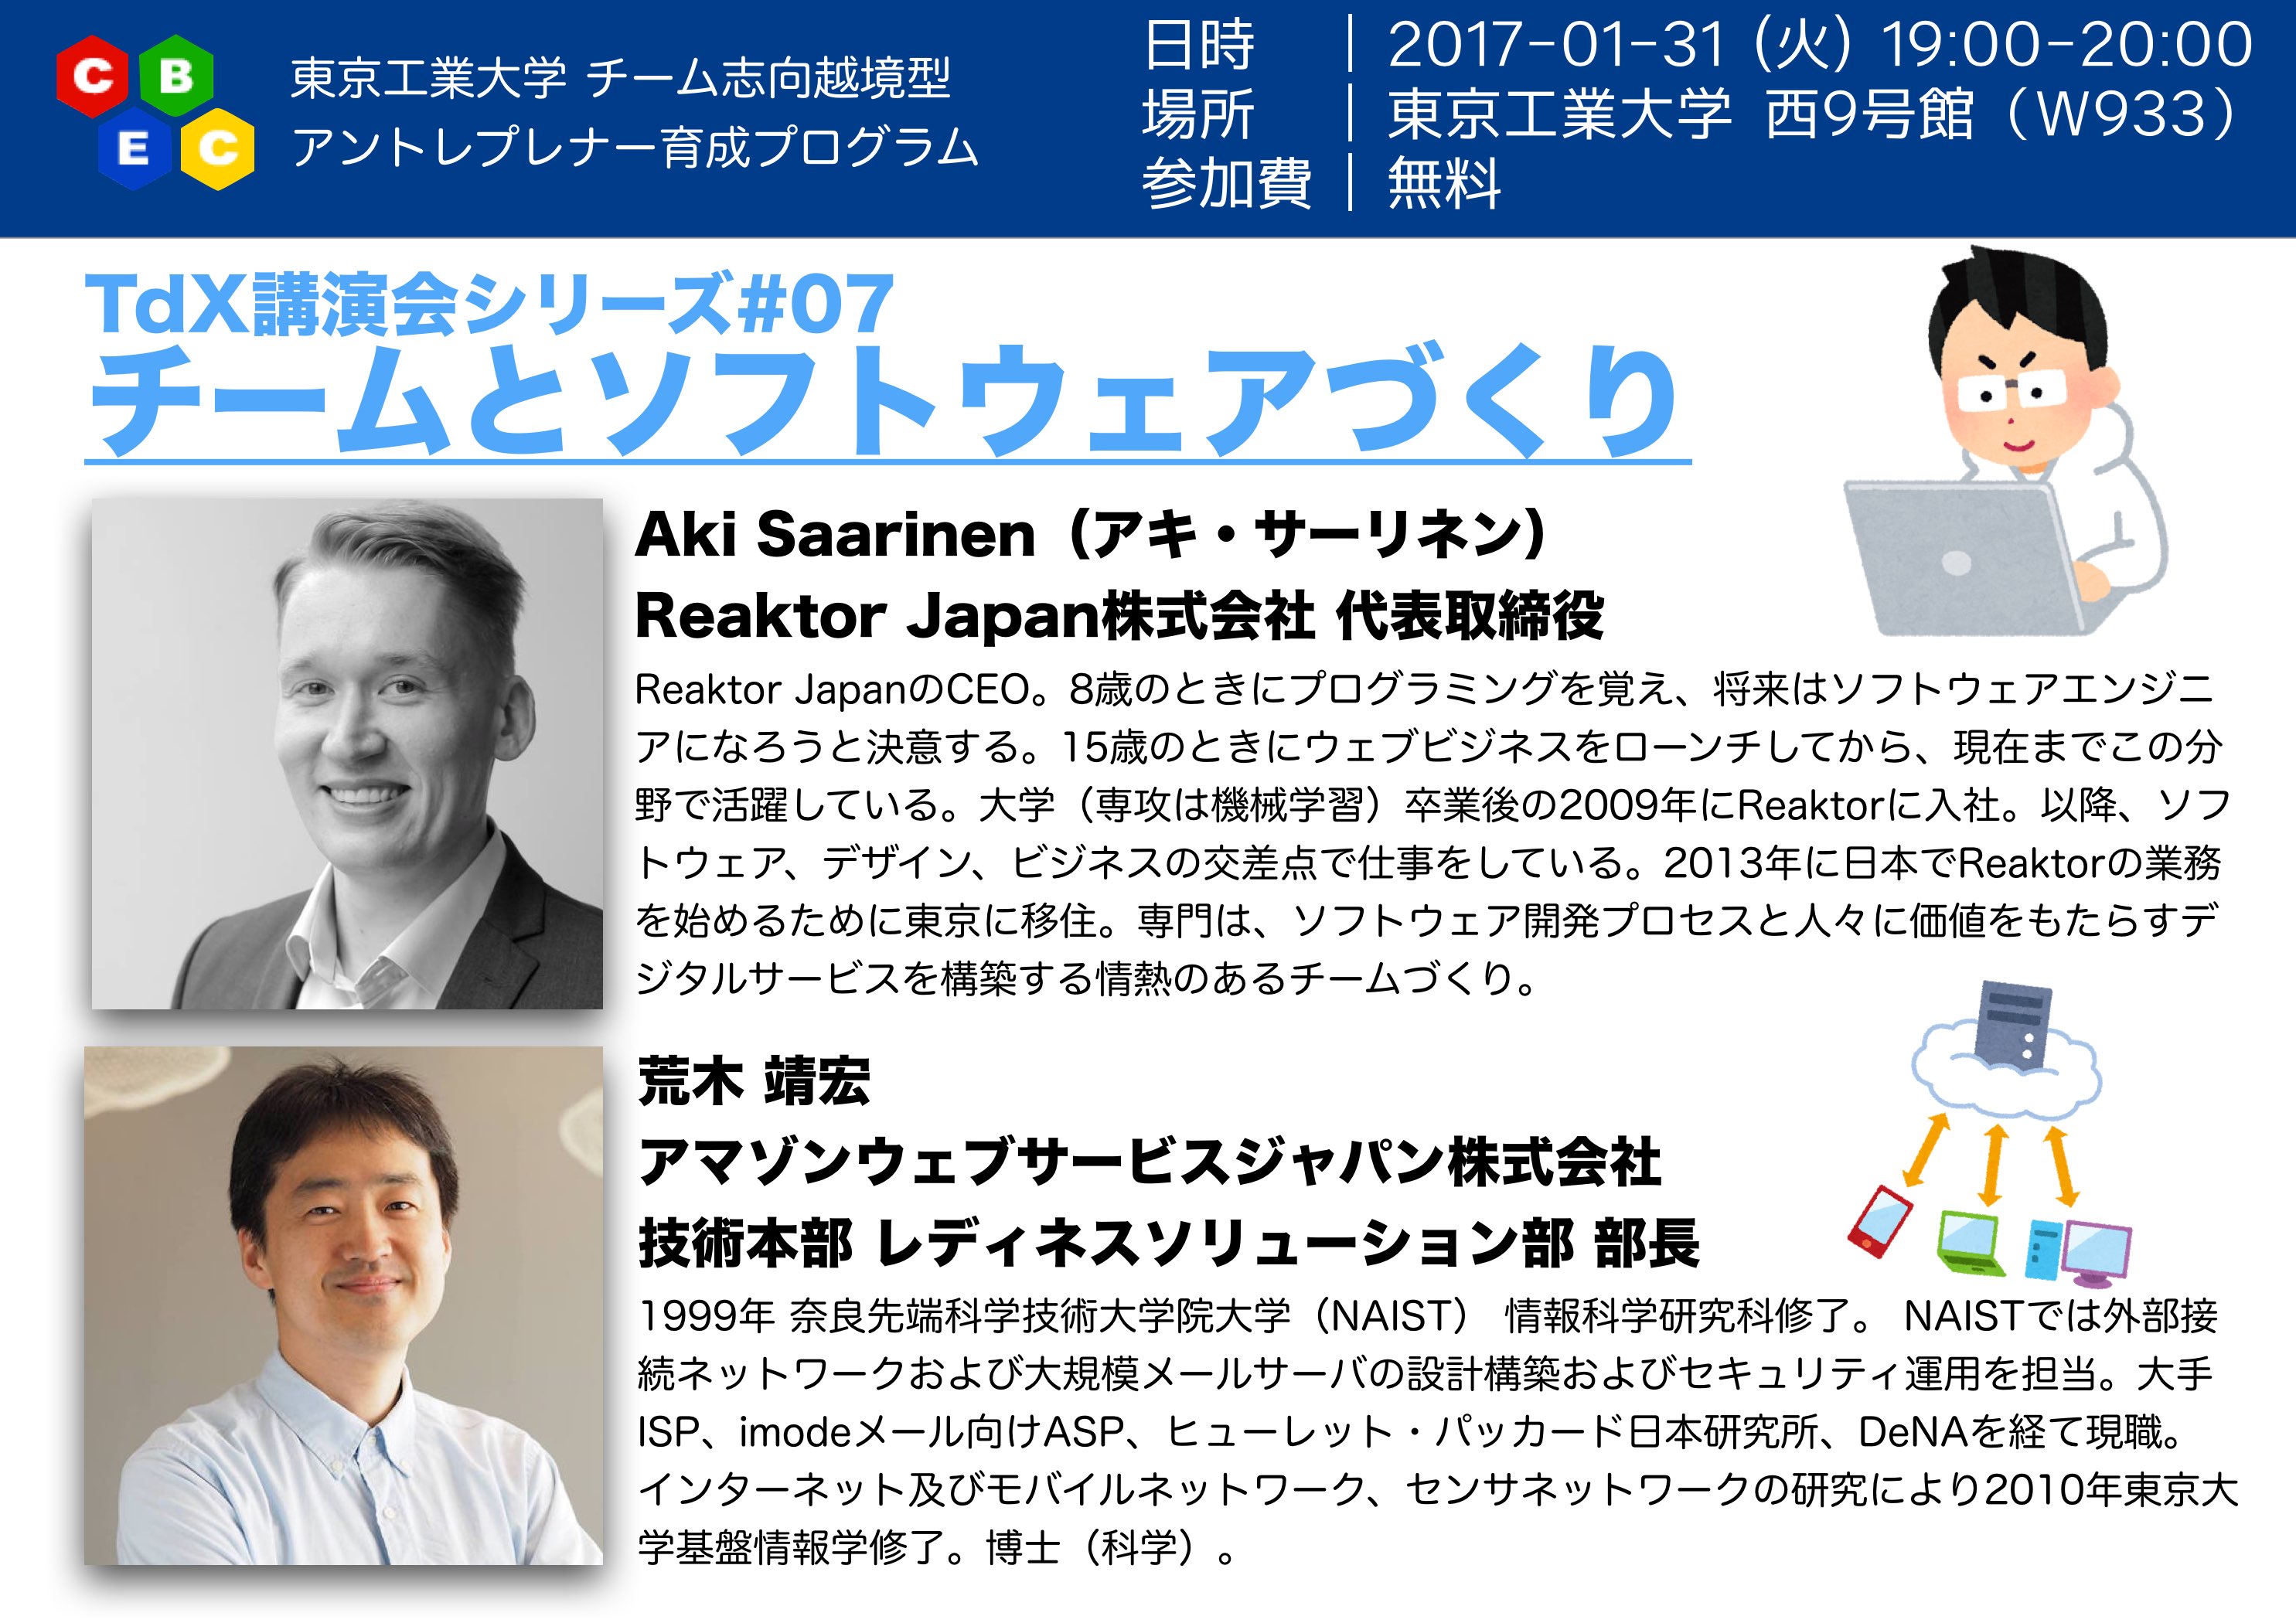 C B
E C
東京工業大学 チーム志向越境型
アントレプレナー育成プログラム
日時 | 2017-01-31 (火) 19:00-20:00
場所 | 東京工業大学 西9号館（W933）
参加費 | 無料
TdX講演会シリーズ#07
チームとソフトウェアづくり
Aki Saarinen（アキ・サーリネン）
Reaktor Japan株式会社 代表取締役
Reaktor JapanのCEO。8歳のときにプログラミングを覚え、将来はソフトウェアエンジニ
アになろうと決意する。15歳のときにウェブビジネスをローンチしてから、現在までこの分
野で活躍している。大学（専攻は機械学習）卒業後の2009年にReaktorに入社。以降、ソフ
トウェア、デザイン、ビジネスの交差点で仕事をしている。2013年に日本でReaktorの業務
を始めるために東京に移住。専門は、ソフトウェア開発プロセスと人々に価値をもたらすデ
ジタルサービスを構築する情熱のあるチームづくり。
荒木 靖宏
アマゾンウェブサービスジャパン株式会社
技術本部 レディネスソリューション部 部長
1999年 奈良先端科学技術大学院大学（NAIST） 情報科学研究科修了。 NAISTでは外部接
続ネットワークおよび大規模メールサーバの設計構築およびセキュリティ運用を担当。大手
ISP、imodeメール向けASP、ヒューレット・パッカード日本研究所、DeNAを経て現職。
インターネット及びモバイルネットワーク、センサネットワークの研究により2010年東京大
学基盤情報学修了。博士（科学）。